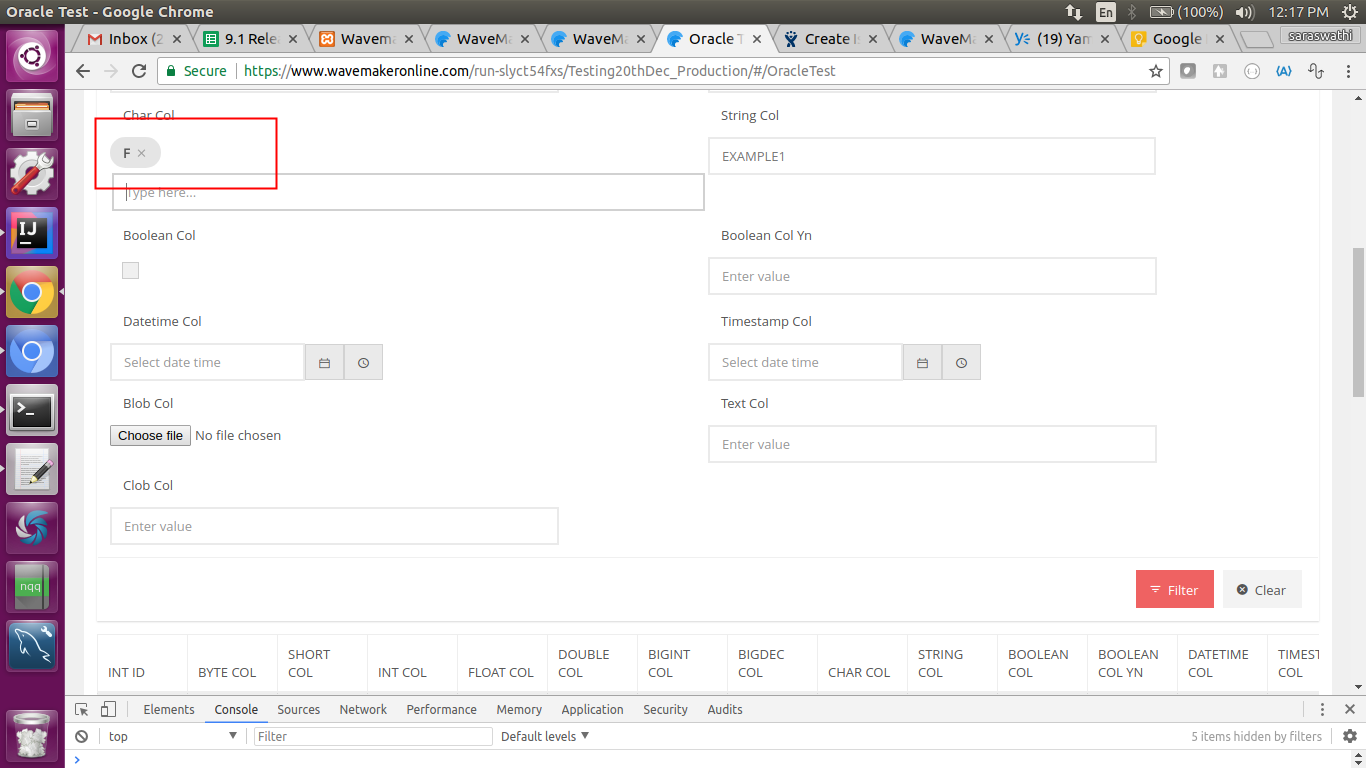 Oracle Test - Google Chrome
En
(100%)
12:17 PM
Inbox (2
9.1 Rele
Wavem
WaveMa
WaveMa
Oracle T
Create Is
WaveMa
(19) Yam
Google
saraswathi
Secure
https://www.wavemakeronline.com/run-slyct54fxs/Testing20thDec_Production/#/OracleTest
Char Col
String Col
F
EXAMPLE1
Type here...
Boolean Col
Boolean Col Yn
Enter value
Datetime Col
Timestamp Col
Select date time
Select date time
Blob Col
Text Col
Choose file No file chosen
Enter value
Clob Col
Enter value
Filter
Clear
INT ID
BYTE COL
SHORT COL
INT COL
FLOAT COL
DOUBLE COL
BIGINT COL
BIGDEC COL
CHAR COL
STRING COL
BOOLEAN COL
BOOLEAN COL YN
DATETIME COL
TIMEST COL
Elements Console Sources Network Performance Memory Application Security Audits
top
Filter
Default levels
5 items hidden by filters
IJ
nqq